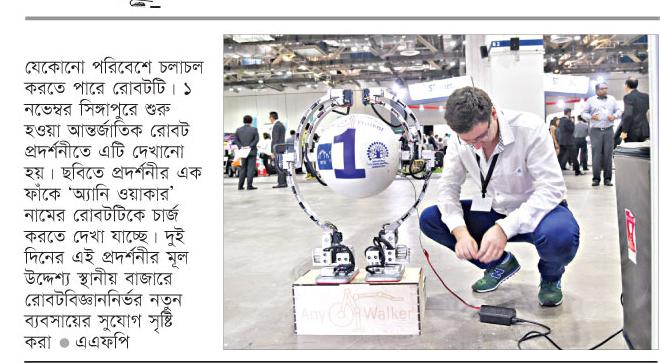 যেকোনো পরিবেশে চলাচল
করতে পারে রোবটটি। ১
নভেম্বর সিঙ্গাপুরে শুরু
হওয়া আন্তর্জাতিক রোবট
প্রদর্শনীতে এটি দেখানো
হয়। ছবিতে প্রদর্শনীর এক
ফাঁকে ‘অ্যানি ওয়াকার’
নামের রোবটটিকে চার্জ
করতে দেখা যাচ্ছে। দুই
দিনের এই প্রদর্শনীর মূল
উদ্দেশ্য স্থানীয় বাজারে
রোবটবিজ্ঞাননির্ভর নতুন
ব্যবসায়ের সুযোগ সৃষ্টি
করা ● এএফপি
1
Any Walker